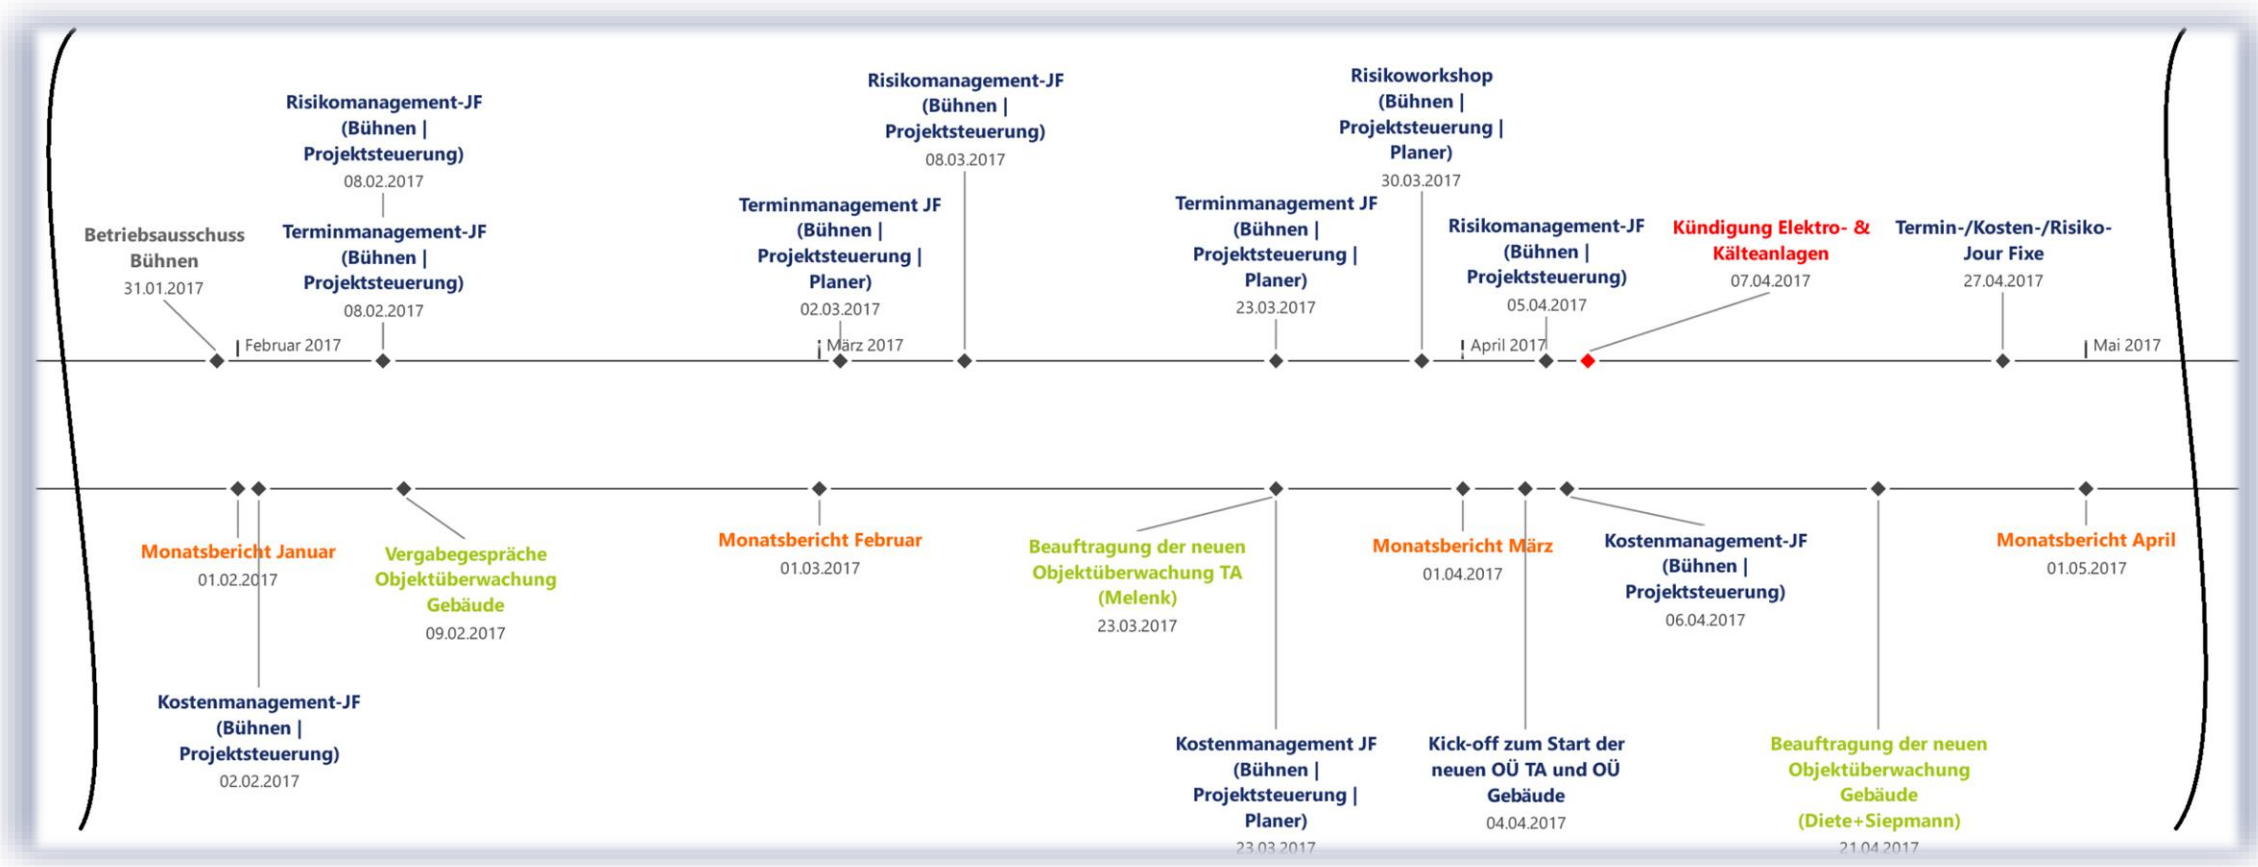 Risikomanagement-JF
(Bühnen |
Projektsteuerung)
08.02.2017
Risikomanagement-JF
(Bühnen |
Projektsteuerung)
08.03.2017
Risikoworkshop
(Bühnen |
Projektsteuerung |
Planer)
30.03.2017
Betriebsausschuss
Bühnen
31.01.2017
Terminmanagement-JF
(Bühnen |
Projektsteuerung)
08.02.2017
Terminmanagement JF
(Bühnen |
Projektsteuerung |
Planer)
02.03.2017
Terminmanagement JF
(Bühnen |
Projektsteuerung |
Planer)
23.03.2017
Risikomanagement-JF
(Bühnen |
Projektsteuerung)
05.04.2017
Kündigung Elektro- &
Kälteanlagen
07.04.2017
Termin-/Kosten-/Risiko-
Jour Fixe
27.04.2017
Februar 2017
März 2017
April 2017
Mai 2017
Monatsbericht Januar
01.02.2017
Vergabegespräche
Objektüberwachung
Gebäude
09.02.2017
Monatsbericht Februar
01.03.2017
Beauftragung der neuen
Objektüberwachung TA
(Melenk)
23.03.2017
Monatsbericht März
01.04.2017
Kostenmanagement-JF
(Bühnen |
Projektsteuerung)
06.04.2017
Monatsbericht April
01.05.2017
Kostenmanagement-JF
(Bühnen |
Projektsteuerung)
02.02.2017
Kostenmanagement JF
(Bühnen |
Projektsteuerung |
Planer)
23.03.2017
Kick-off zum Start der
neuen OÜ TA und OÜ
Gebäude
04.04.2017
Beauftragung der neuen
Objektüberwachung
Gebäude
(Diete+Siepmann)
21.04.2017